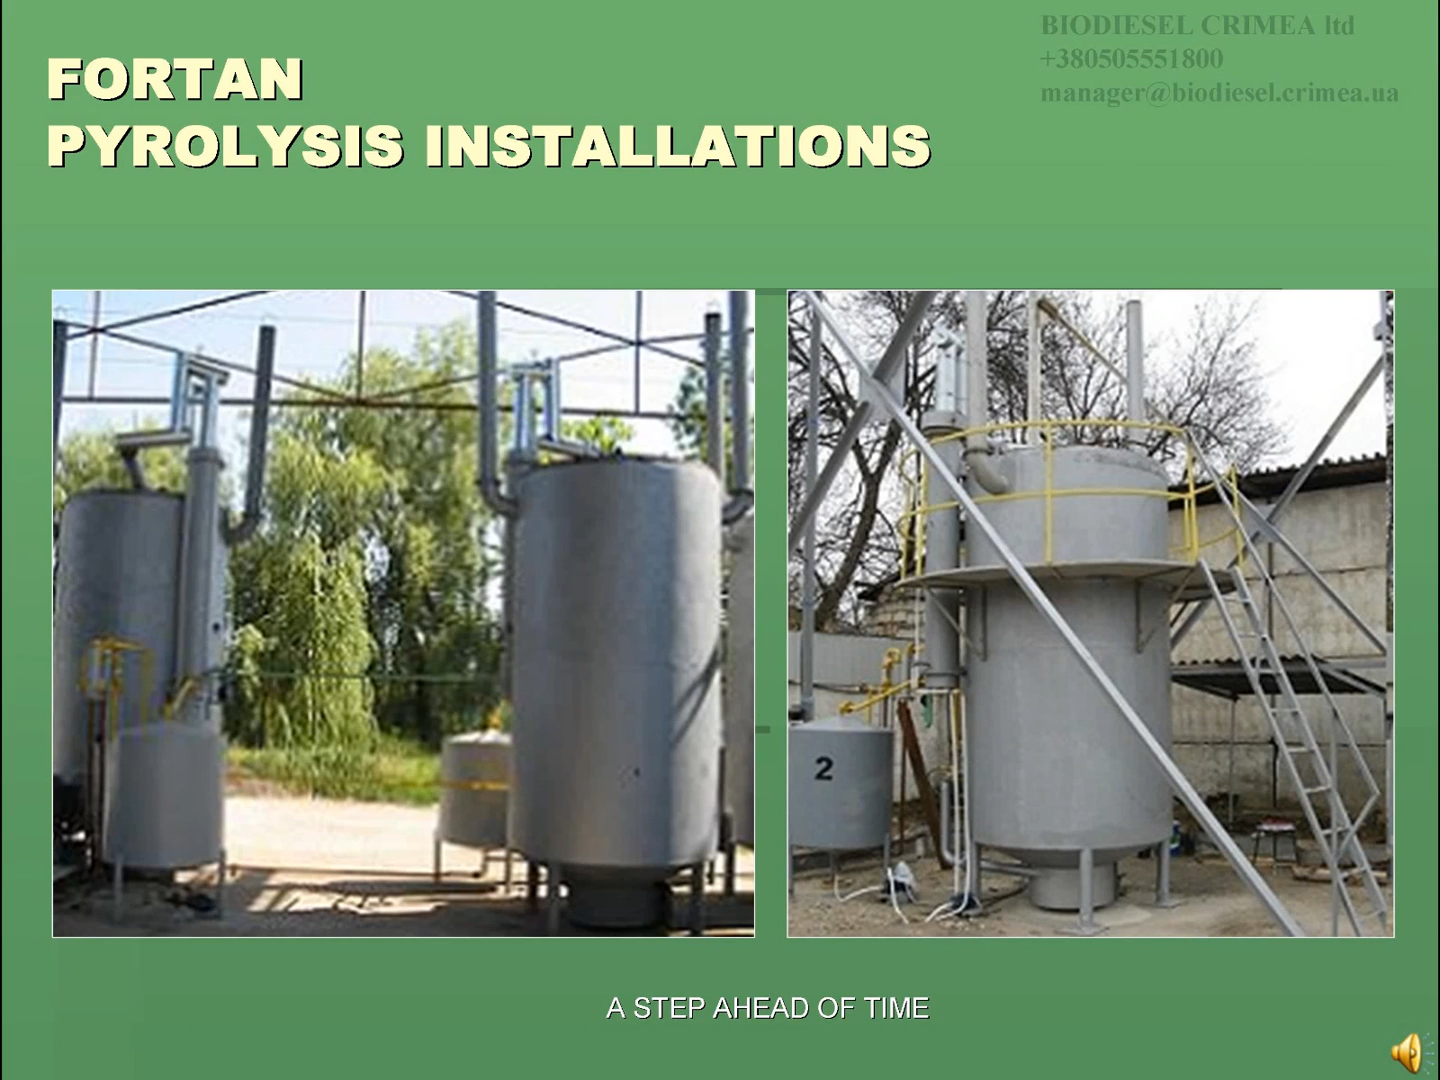 BIODIESEL CRIMEA ltd
+380505551800
manager@biodiesel.crimea.ua
FORTAN
PYROLYSIS INSTALLATIONS
2
A STEP AHEAD OF TIME